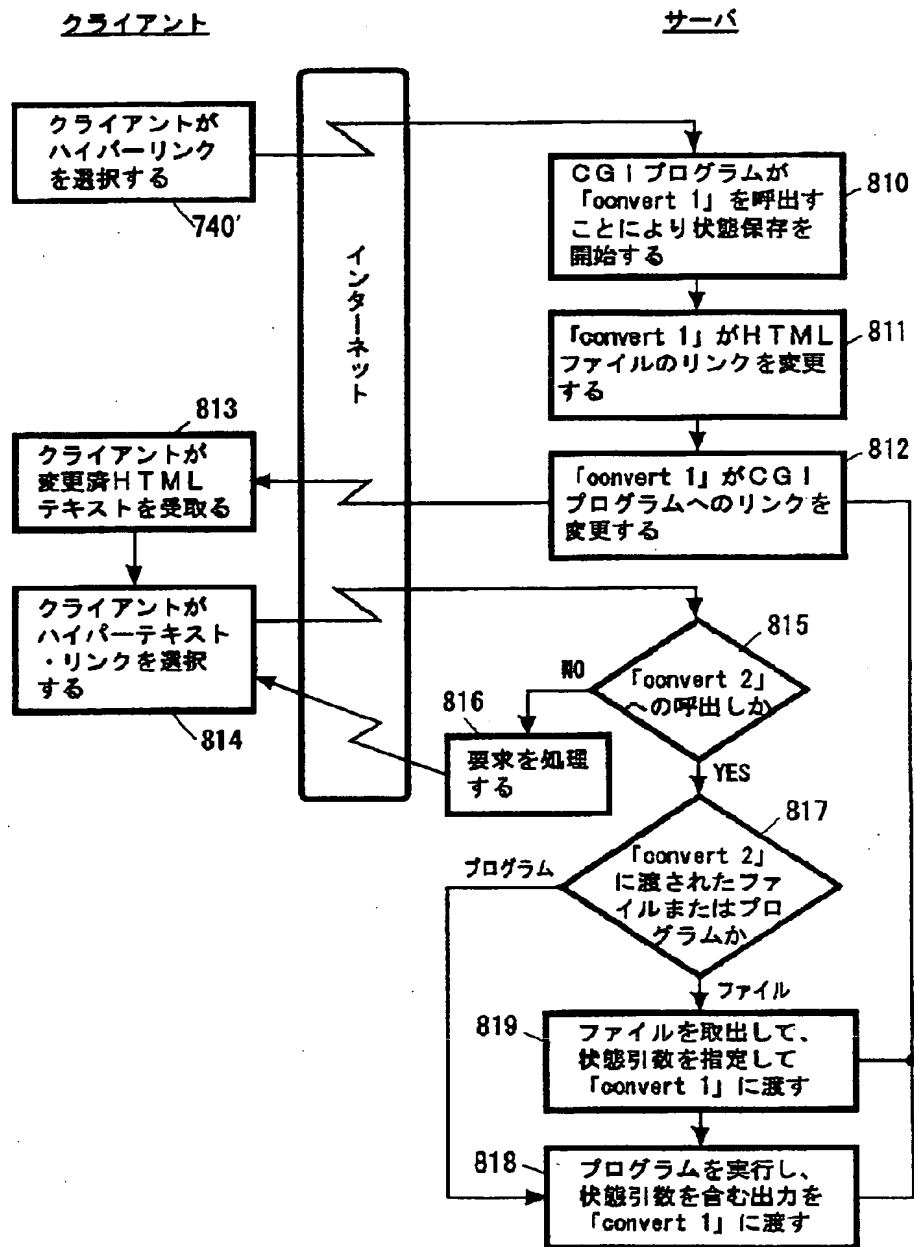 クライアント
サーバ
クライアントが
ハイパーリンク
を選択する
740'
インターネット
CGIプログラムが
「convert 1」を呼出す
ことにより状態保存を
開始する
810
「convert 1」がHTML
ファイルのリンクを変更
する
811
813
クライアントが
変更済HTML
テキストを受取る
「convert 1」がCGI
プログラムへのリンクを
変更する
812
クライアントが
ハイパーテキスト
・リンクを選択
する
814
815
「convert 2」
への呼出しか
NO
YES
816
要求を処理
する
817
「convert 2」
に渡されたファ
イルまたはプロ
グラムか
プログラム
ファイル
819
ファイルを取出して、
状態引数を指定して
「convert 1」に渡す
818
プログラムを実行し、
状態引数を含む出力を
「convert 1」に渡す